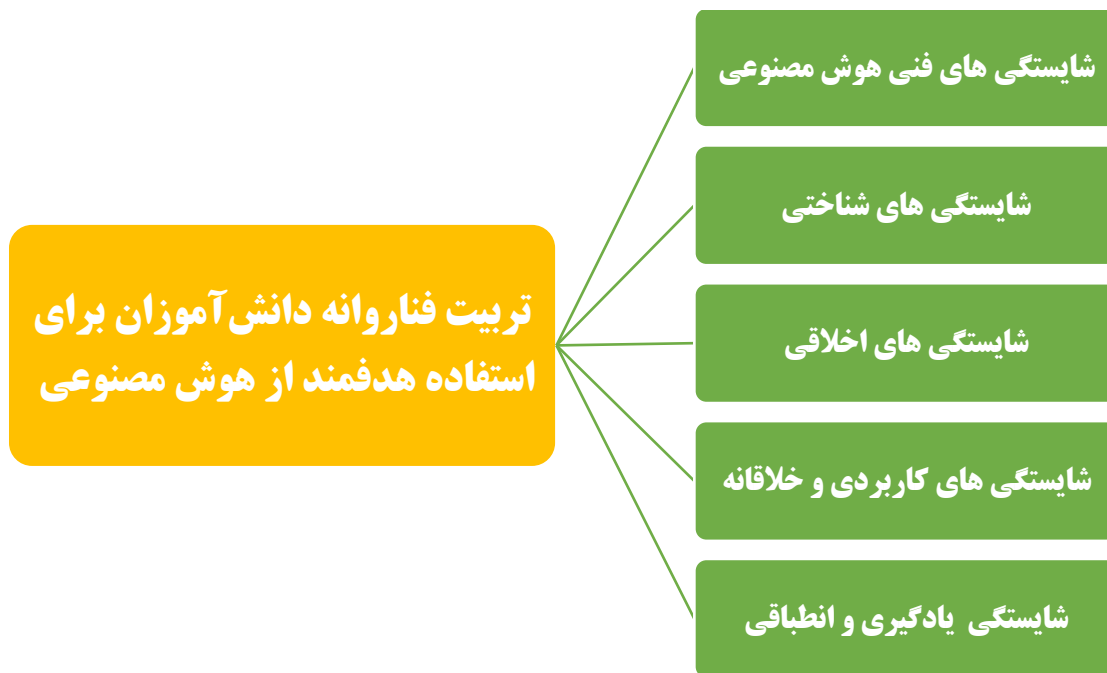 تربیت فناروانه دانش‌آموزان برای
استفاده هدفمند از هوش مصنوعی
شایستگی های فنی هوش مصنوعی
شایستگی های شناختی
شایستگی های اخلاقی
شایستگی های کاربردی و خلاقانه
شایستگی یادگیری و انطباقی